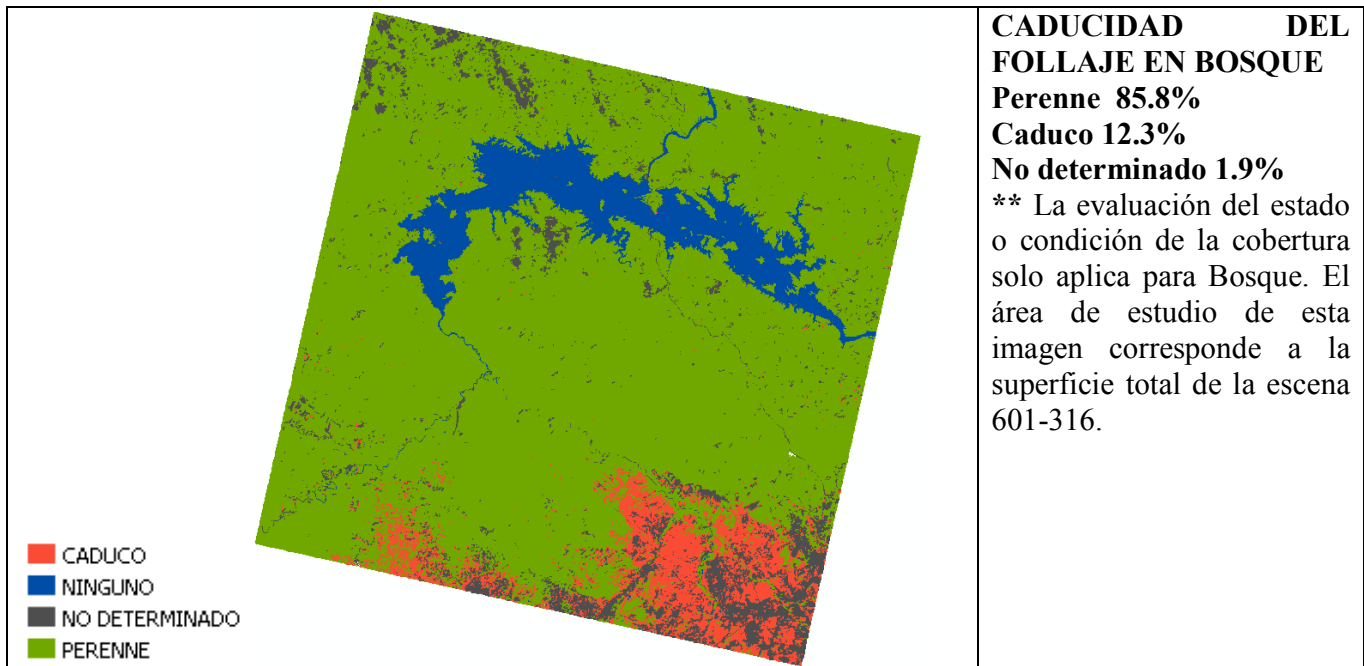 CADUCIDAD DEL
FOLLAJE EN BOSQUE
Perenne 85.8%
Caduco 12.3%
No determinado 1.9%
** La evaluación del estado
o condición de la cobertura
solo aplica para Bosque. El
área de estudio de esta
imagen corresponde a la
superficie total de la escena
601-316.
CADUCO
NINGUNO
NO DETERMINADO
PERENNE